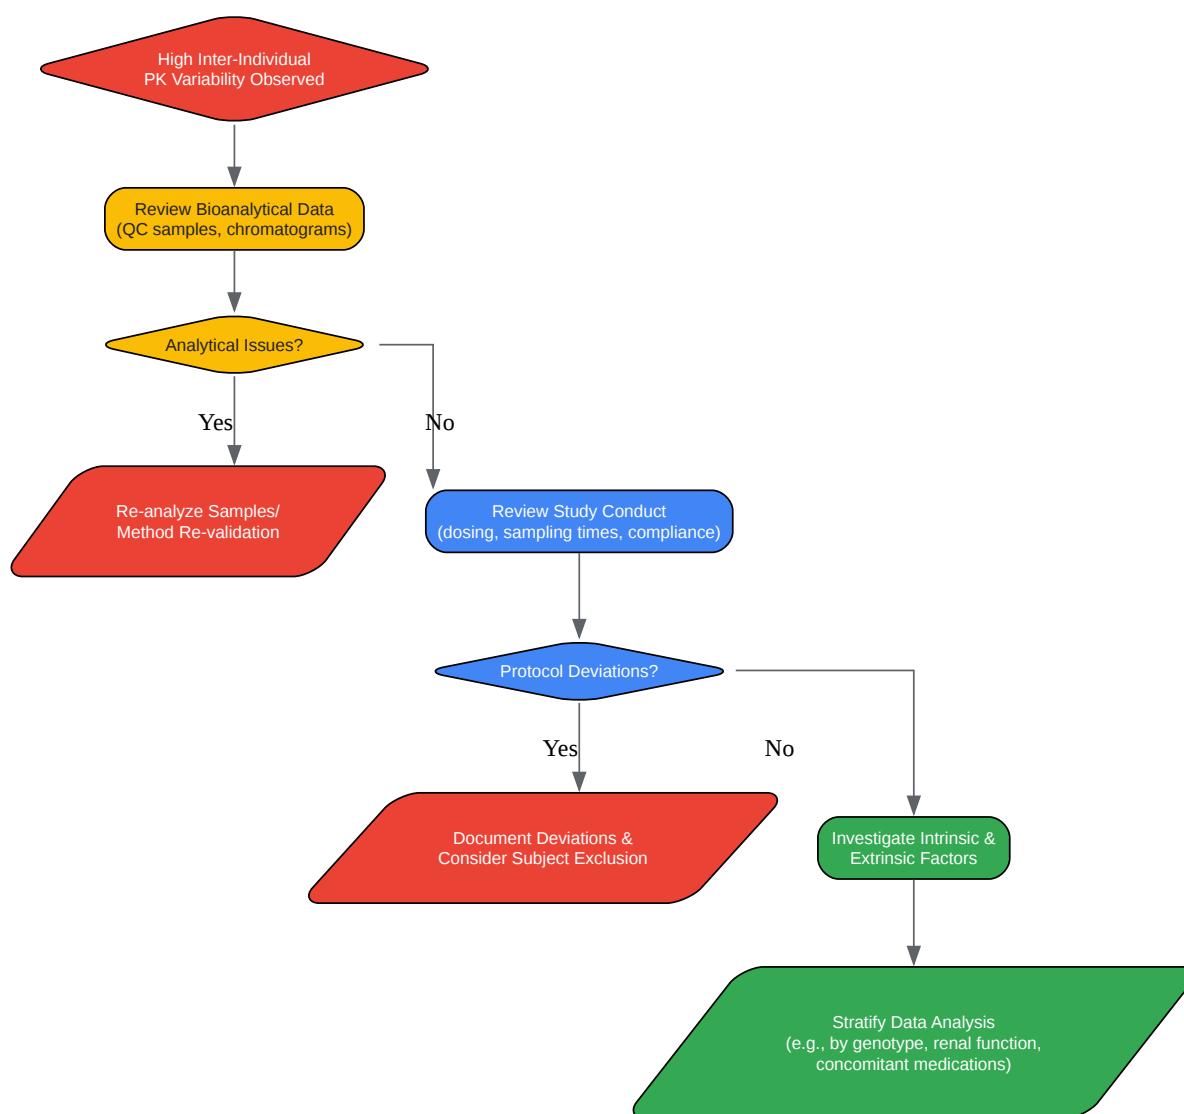 High Inter-Individual
PK Variability Observed
Review Bioanalytical Data
(QC samples, chromatograms)
Analytical Issues?
Yes
No
Re-analyze Samples/
Method Re-validation
Review Study Conduct
(dosing, sampling times, compliance)
Protocol Deviations?
Yes
No
Document Deviations &
Consider Subject Exclusion
Investigate Intrinsic &
Extrinsic Factors
Stratify Data Analysis
(e.g., by genotype, renal function,
concomitant medications)